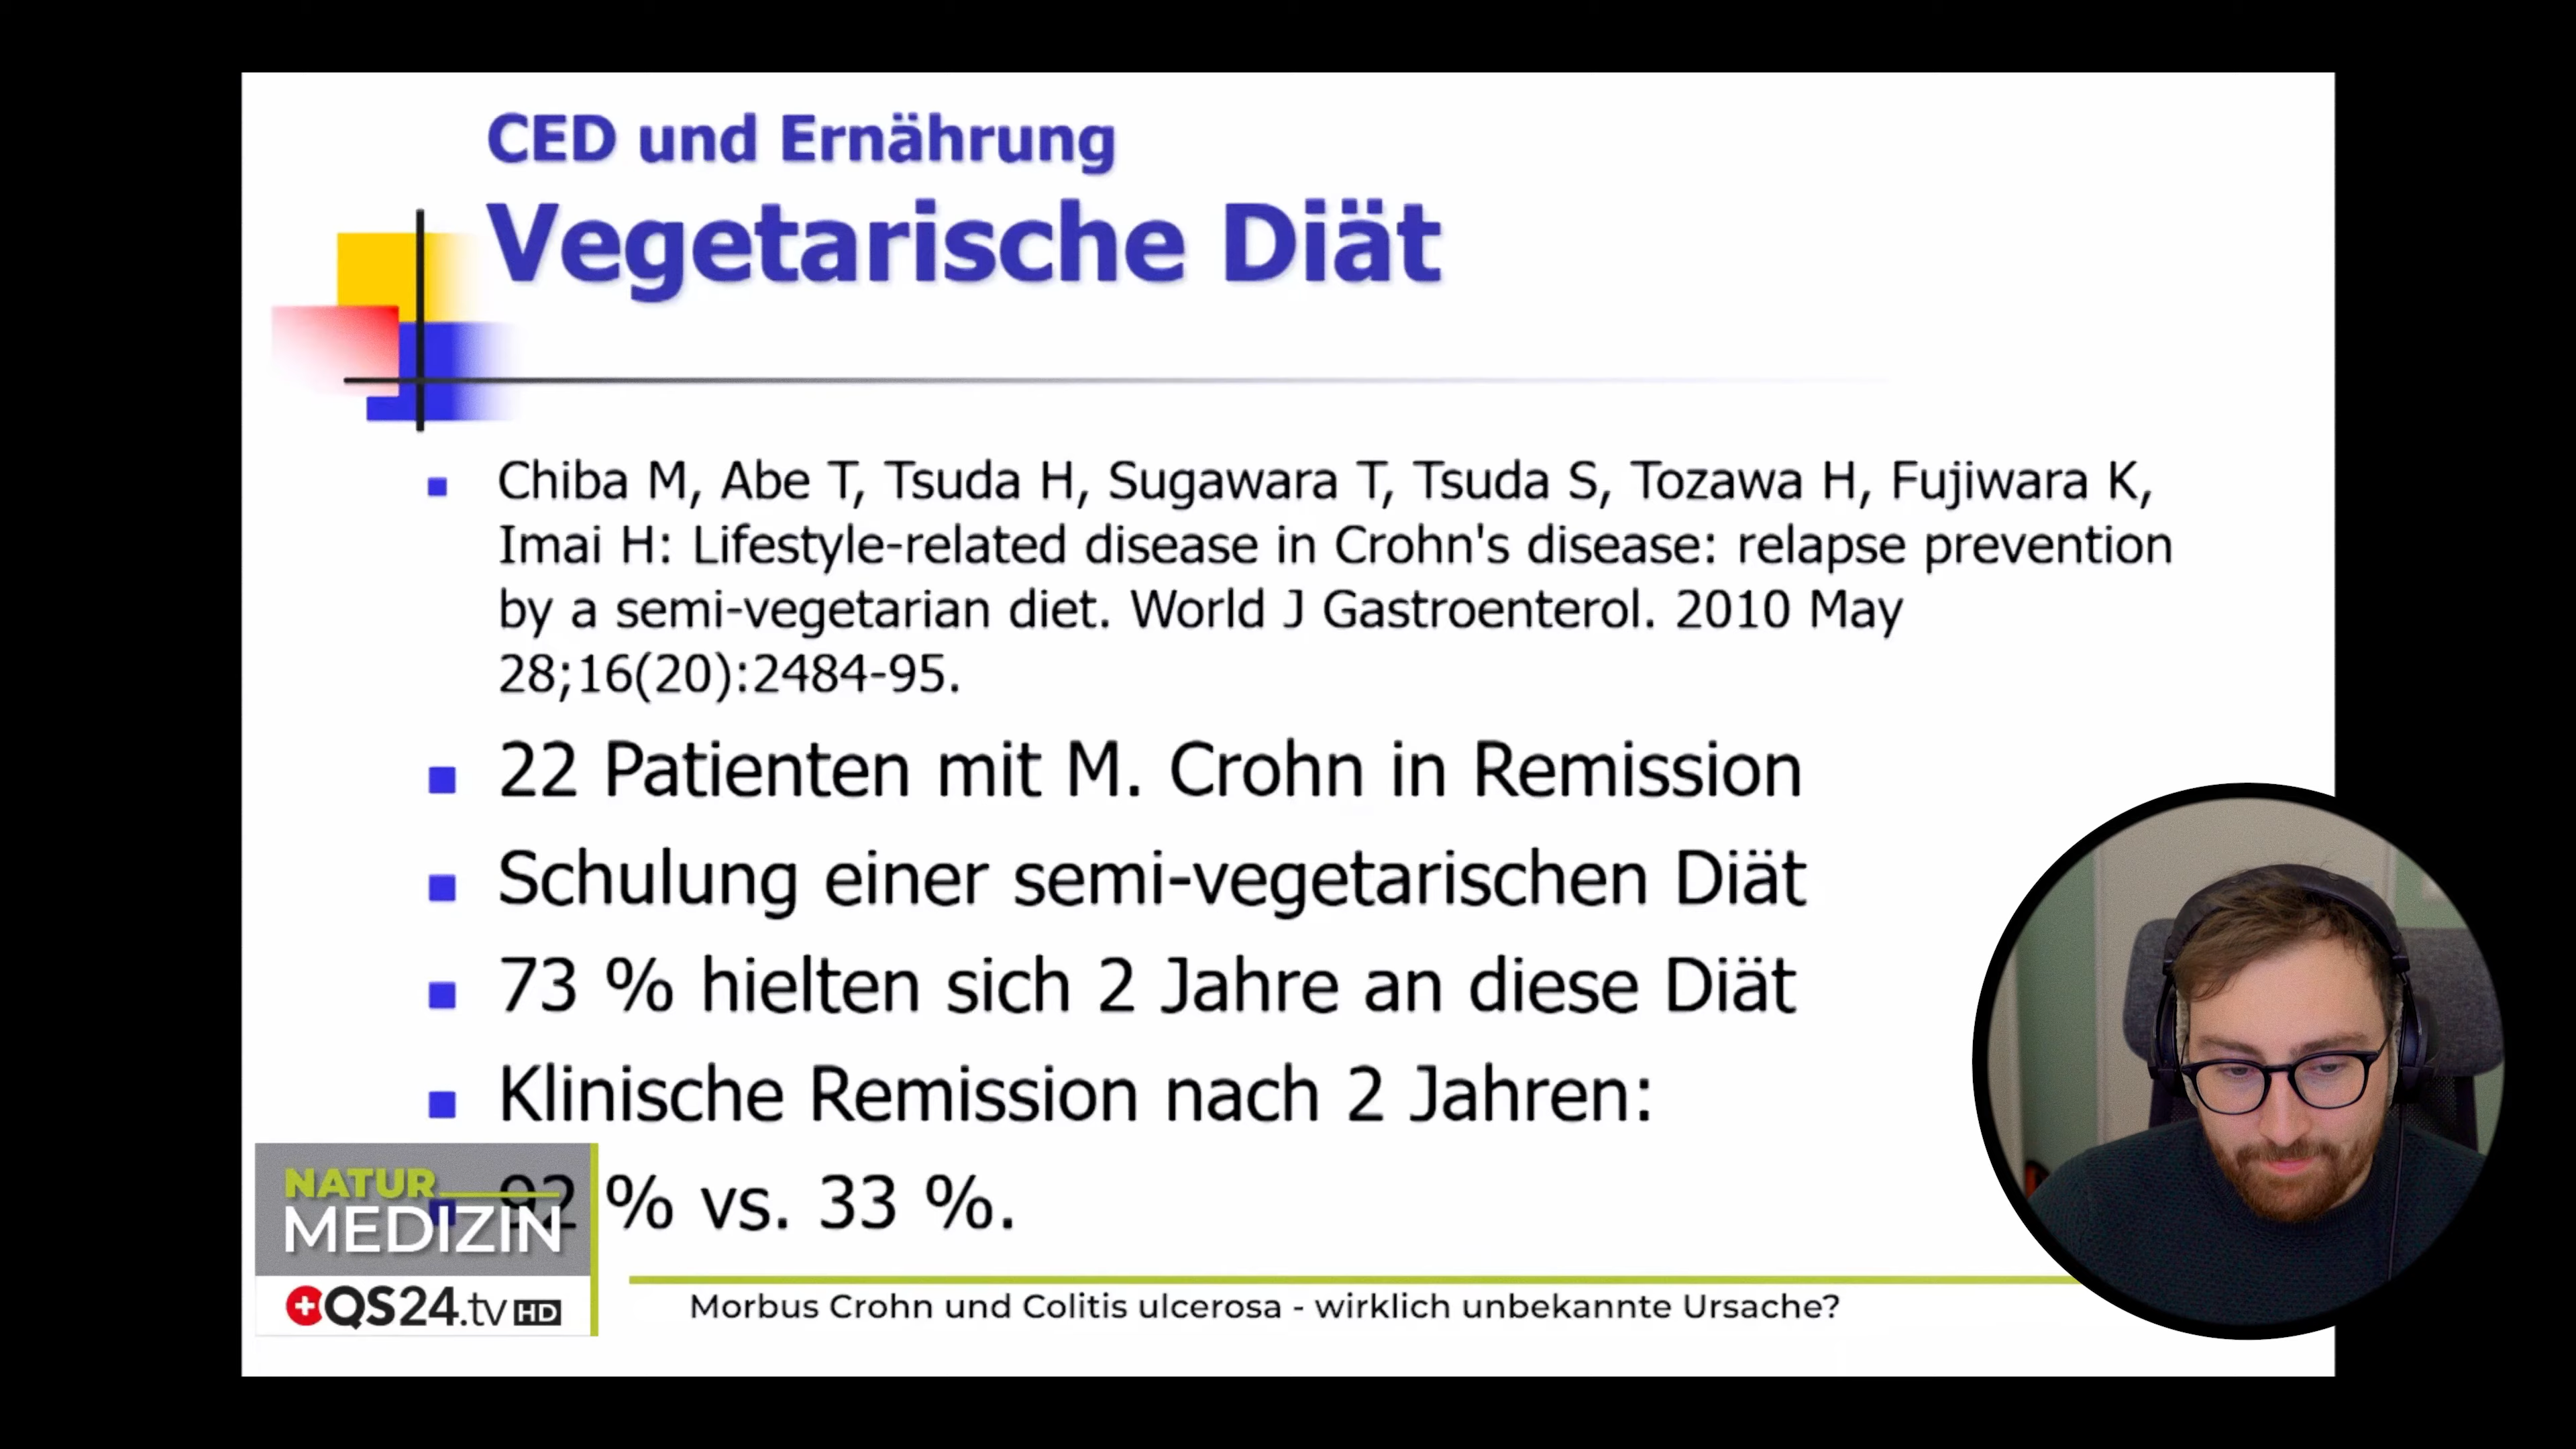 CED und Ernährung
Vegetarische Diät
Chiba M, Abe T, Tsuda H, Sugawara T, Tsuda S, Tozawa H, Fujiwara K,
Imai H: Lifestyle-related disease in Crohn's disease: relapse prevention
by a semi-vegetarian diet. World J Gastroenterol. 2010 May
28;16(20):2484-95.
22 Patienten mit M. Crohn in Remission
Schulung einer semi-vegetarischen Diät
73 % hielten sich 2 Jahre an diese Diät
Klinische Remission nach 2 Jahren:
92 % vs. 33 %.
NATUR
MEDIZIN
QS24.tv HD
Morbus Crohn und Colitis ulcerosa - wirklich unbekannte Ursache?